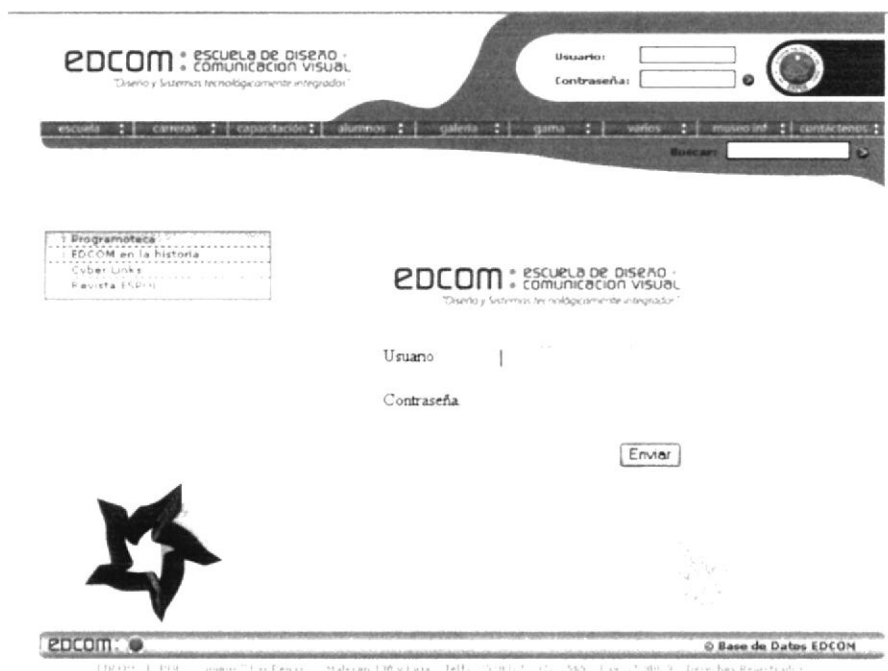 EDCOM : ESCUELA DE DISEÑO -
COMUNICACION VISUAL
"Diseño y Sistemas tecnológicamente integrados"
Usuario:
Contraseña:
escuela : carreras : capacitación : alumnos : galeria : gama : varios : museo inf : contáctenos :
Buscar:
Programoteca
EDCOM en la historia
Cyber Links
Revista ESPOL
EDCOM : ESCUELA DE DISEÑO -
COMUNICACION VISUAL
"Diseño y Sistemas tecnológicamente integrados"
Usuario
Contraseña
Enviar
EDCOM:
© Base de Datos EDCOM